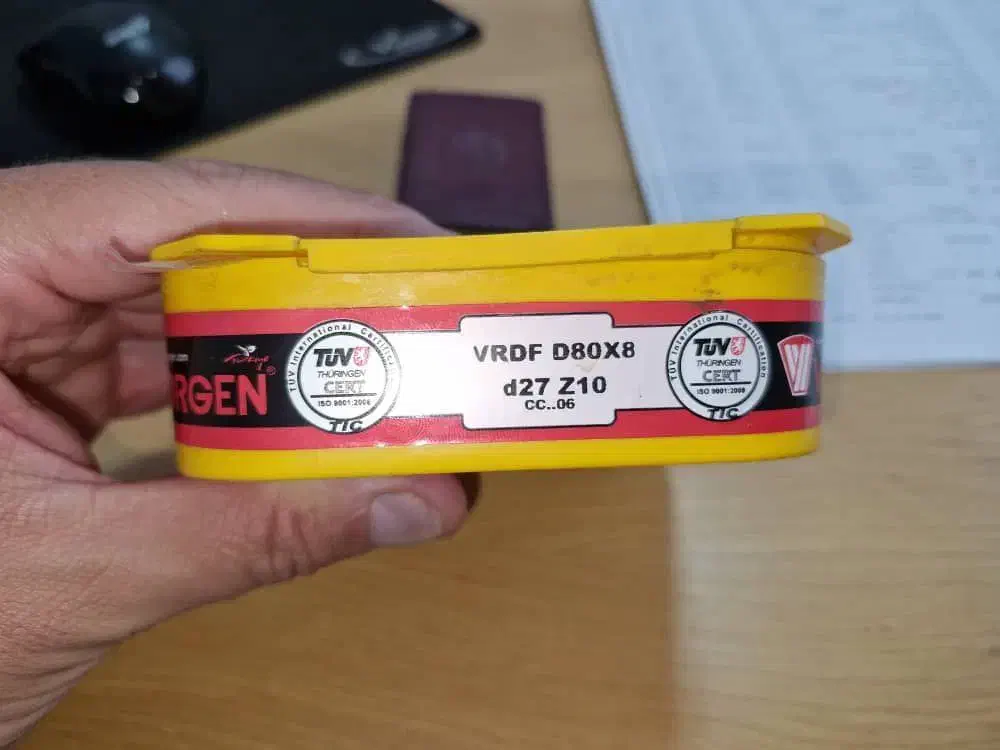 RGEN®
TÜV International Certification
TÜV
THÜRINGEN
CERT
ISO 9001:2008
TIC
VRDF D80X8
d27 Z10
CC..06
TÜV International Certification
TÜV
THÜRINGEN
CERT
ISO 9001:2008
TIC